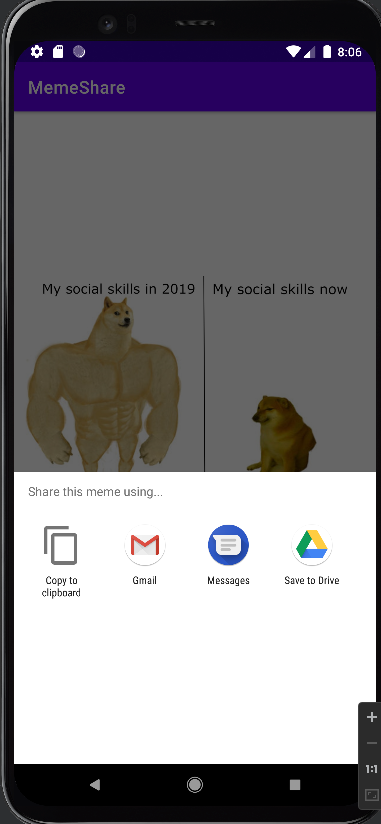 8:06
MemeShare
My social skills in 2019
My social skills now
Share this meme using...
Copy to
clipboard
Gmail
Messages
Save to Drive
1:1